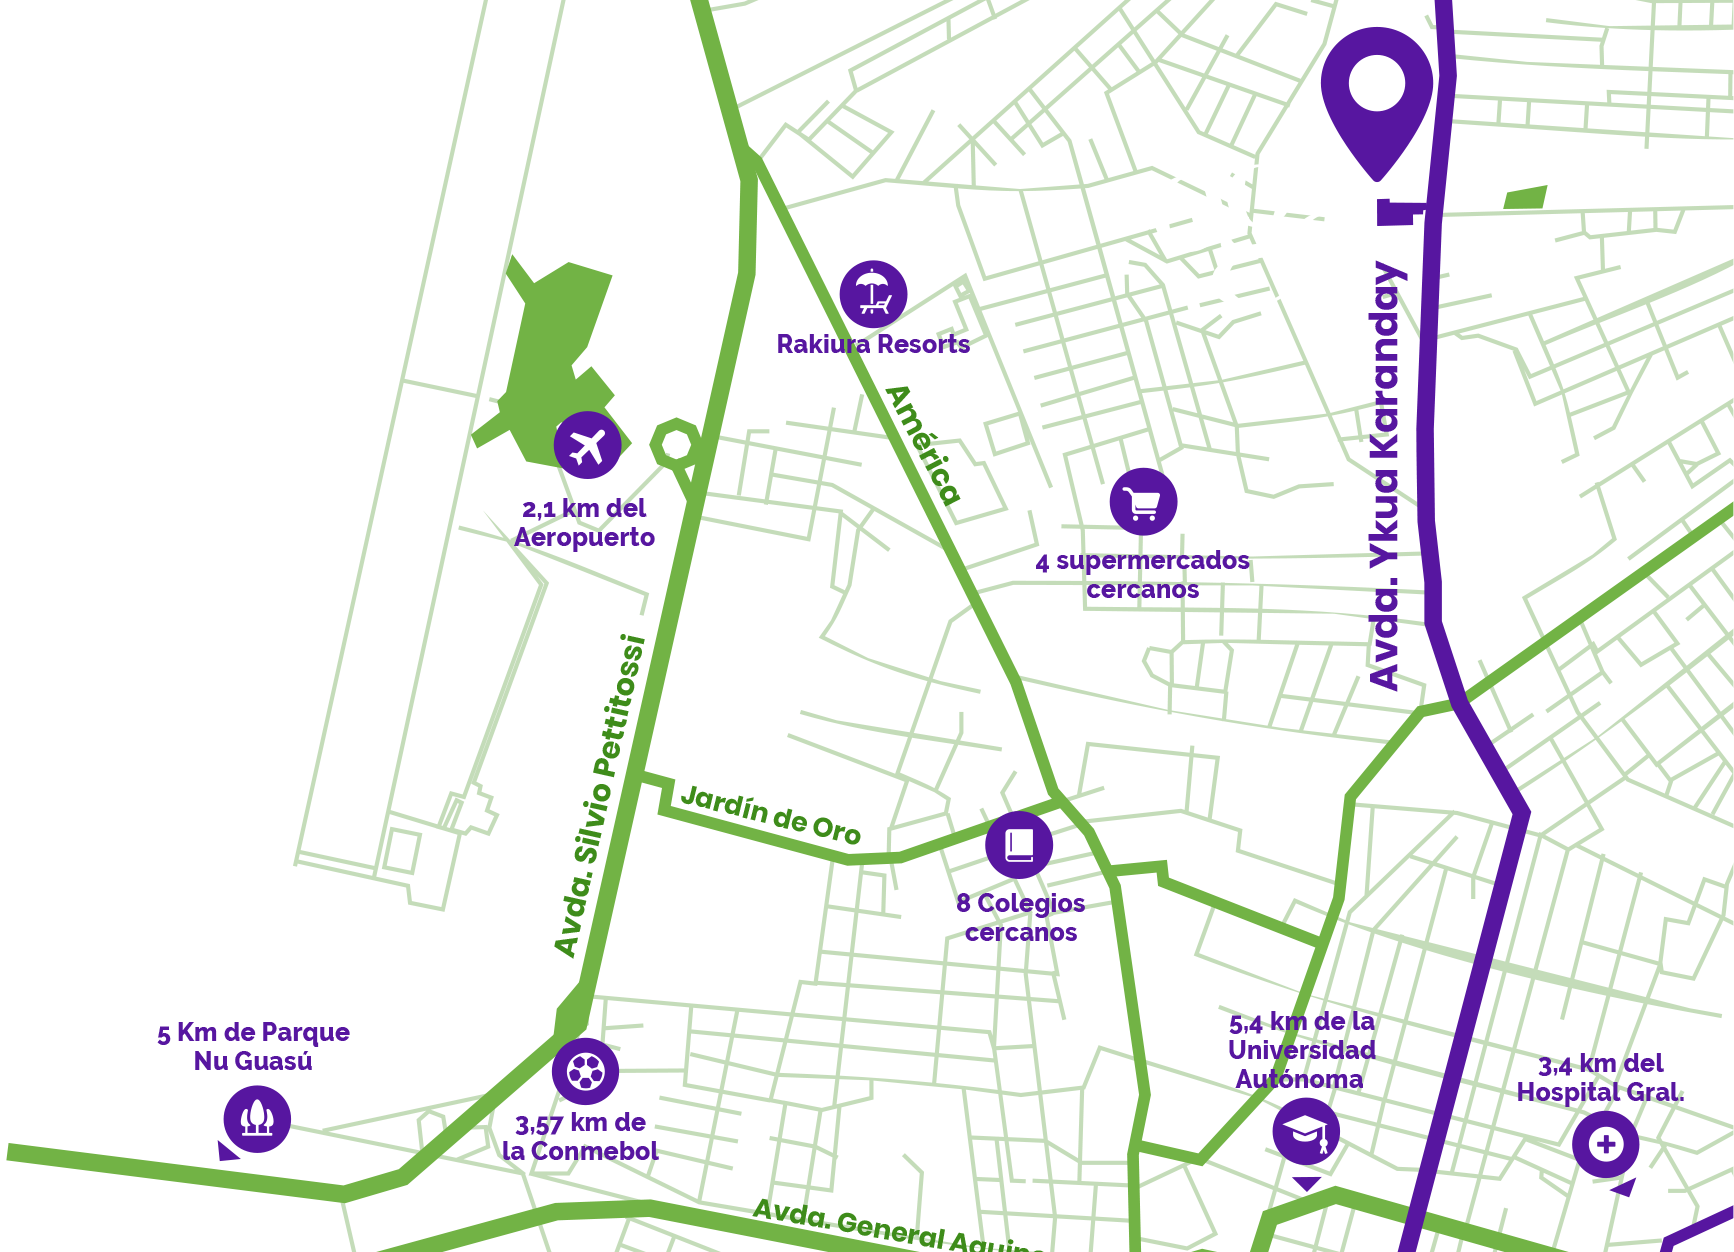 Avda. Ykua Karanday
Rakiura Resorts
América
2,1 km del
Aeropuerto
4 supermercados
cercanos
Avda. Silvio Pettitossi
Jardín de Oro
8 Colegios
cercanos
5 Km de Parque
Nu Guasú
5,4 km de la
Universidad
Autónoma
3,4 km del
Hospital Gral.
3,57 km de
la Conmebol
Avda. General Aquino